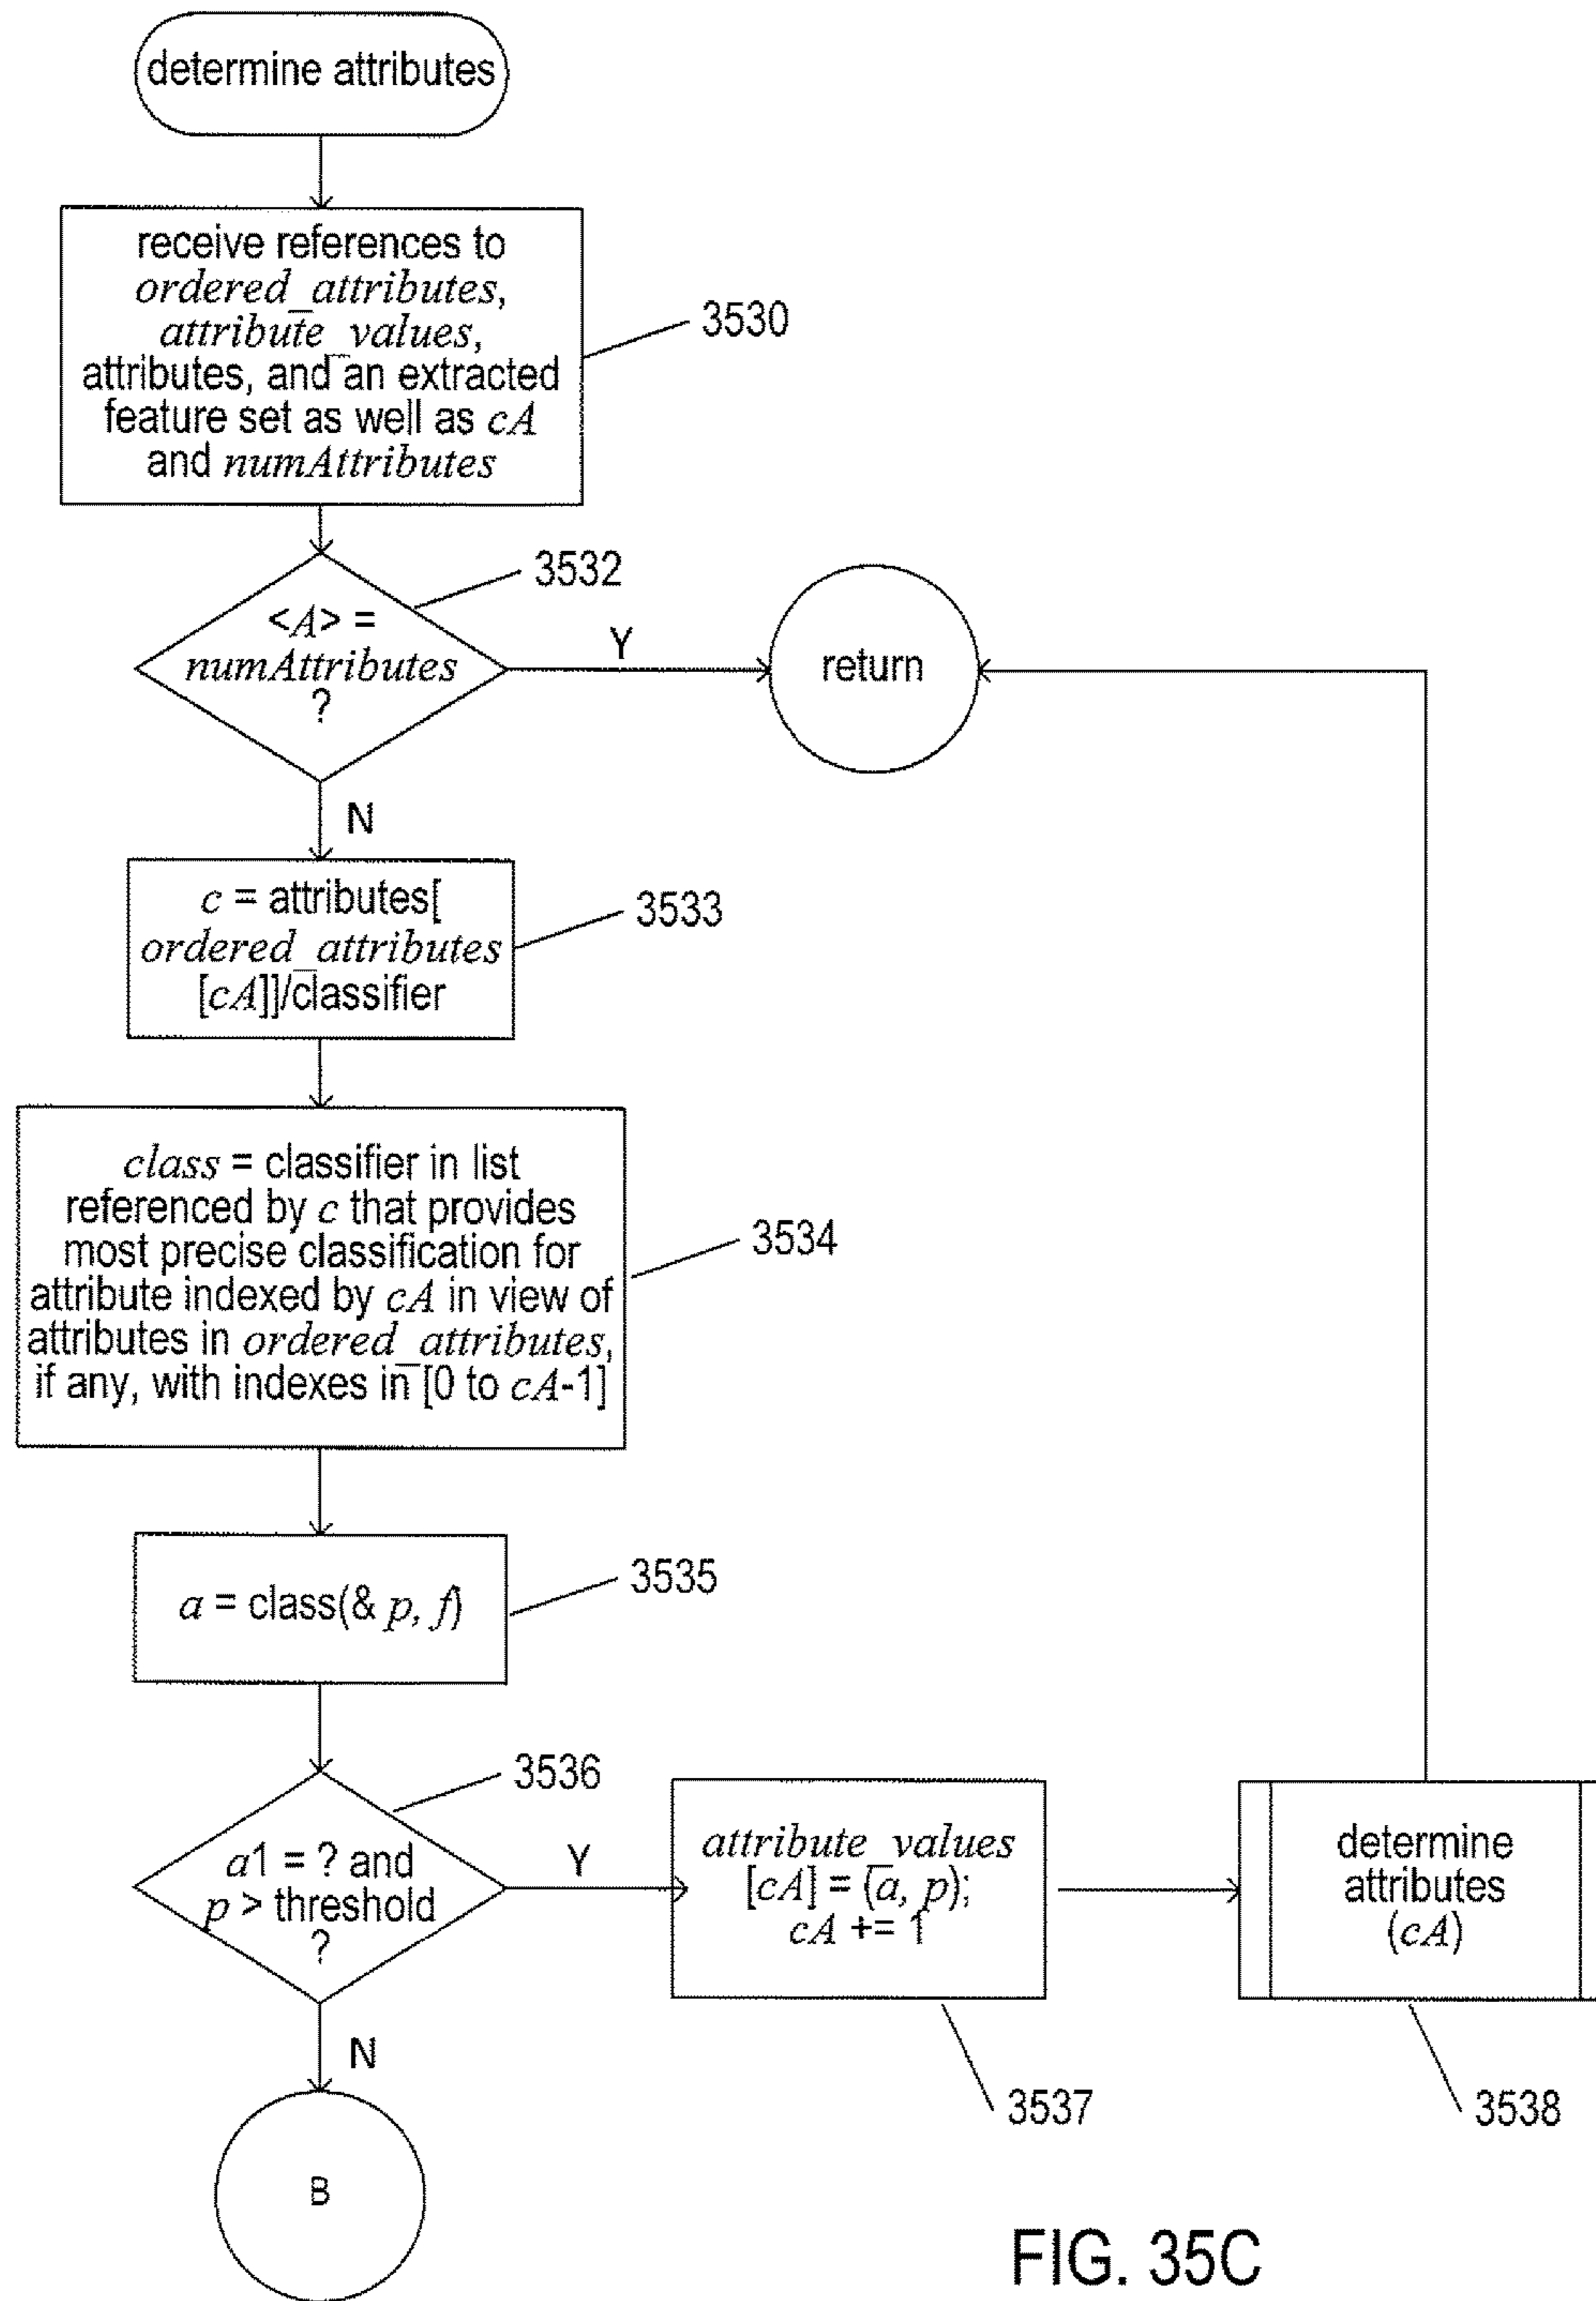 determine attributes
receive references to
ordered_attributes,
attribute_values,
attributes, and an extracted
feature set as well as cA
and numAttributes
3530
3532
<A> =
numAttributes
?
Y
return
N
c = attributes[
ordered_attributes
[cA]]/classifier
3533
class = classifier in list
referenced by c that provides
most precise classification for
attribute indexed by cA in view of
attributes in ordered_attributes,
if any, with indexes in [0 to cA-1]
3534
a = class(& p, f)
3535
3536
a1 = ? and
p > threshold
?
Y
attribute_values
[cA] = (a, p);
cA += 1
determine
attributes
(cA)
N
3537
3538
B
FIG. 35C